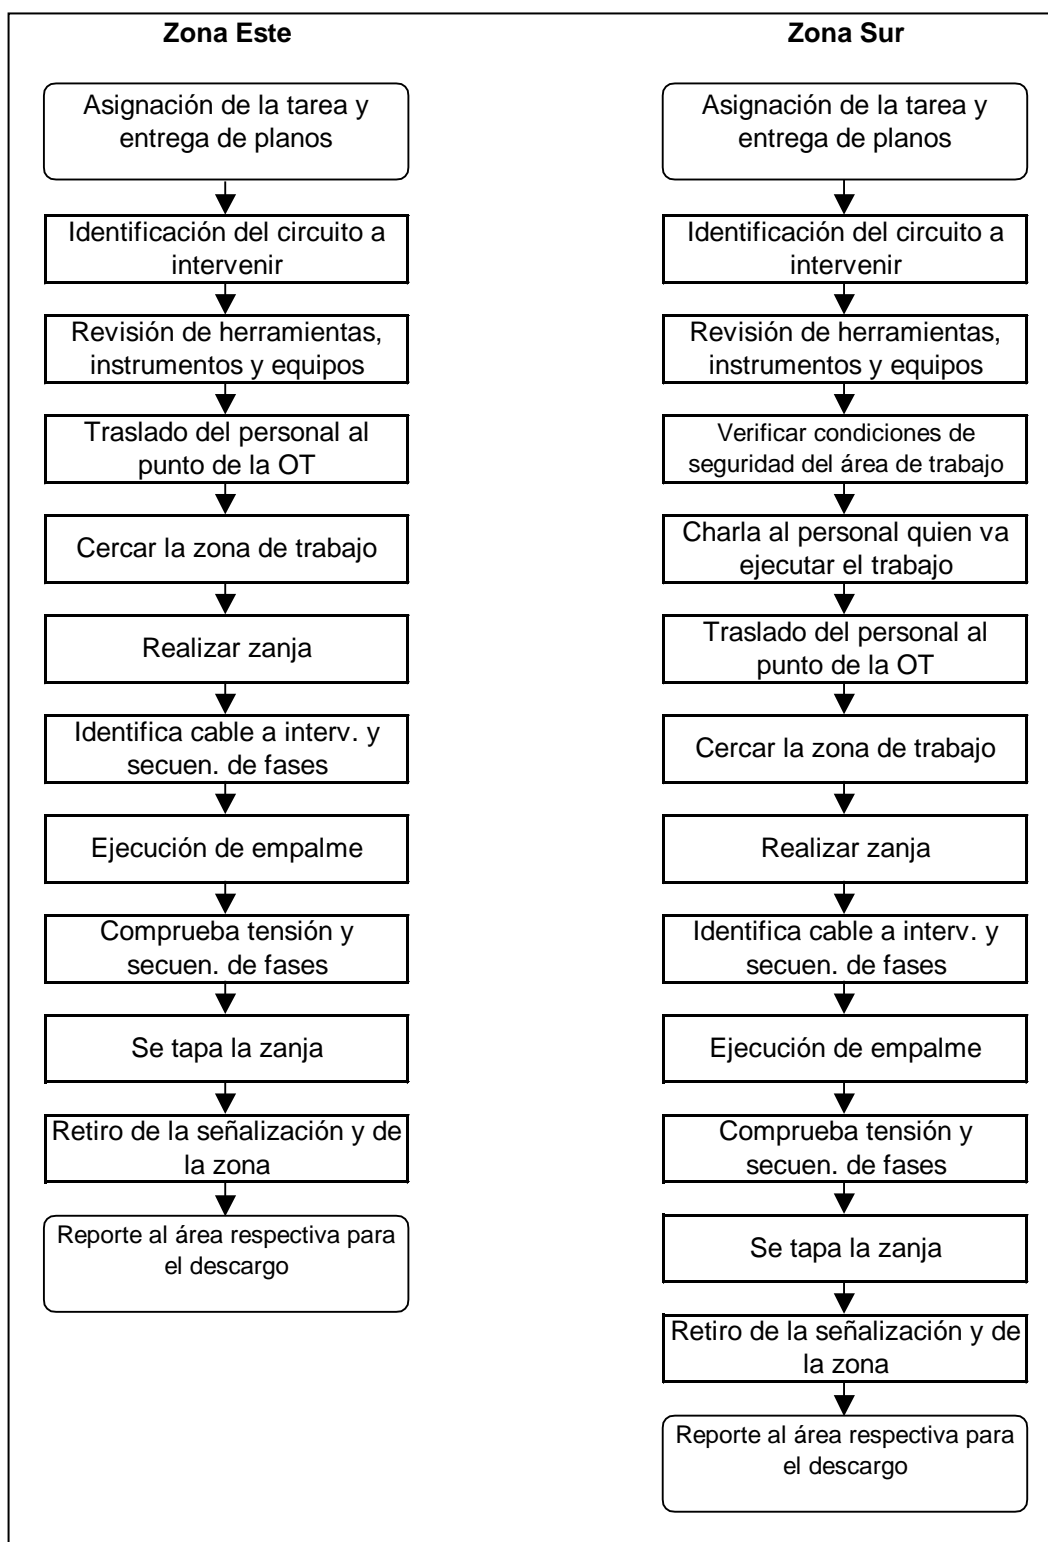 Zona Este
Asignación de la tarea y
entrega de planos
Identificación del circuito a
intervenir
Revisión de herramientas,
instrumentos y equipos
Traslado del personal al
punto de la OT
Cercar la zona de trabajo
Realizar zanja
Identifica cable a interv. y
secuen. de fases
Ejecución de empalme
Comprueba tensión y
secuen. de fases
Se tapa la zanja
Retiro de la señalización y de
la zona
Reporte al área respectiva para
el descargo
Zona Sur
Asignación de la tarea y
entrega de planos
Identificación del circuito a
intervenir
Revisión de herramientas,
instrumentos y equipos
Verificar condiciones de
seguridad del área de trabajo
Charla al personal quien va
ejecutar el trabajo
Traslado del personal al
punto de la OT
Cercar la zona de trabajo
Realizar zanja
Identifica cable a interv. y
secuen. de fases
Ejecución de empalme
Comprueba tensión y
secuen. de fases
Se tapa la zanja
Retiro de la señalización y de
la zona
Reporte al área respectiva para
el descargo